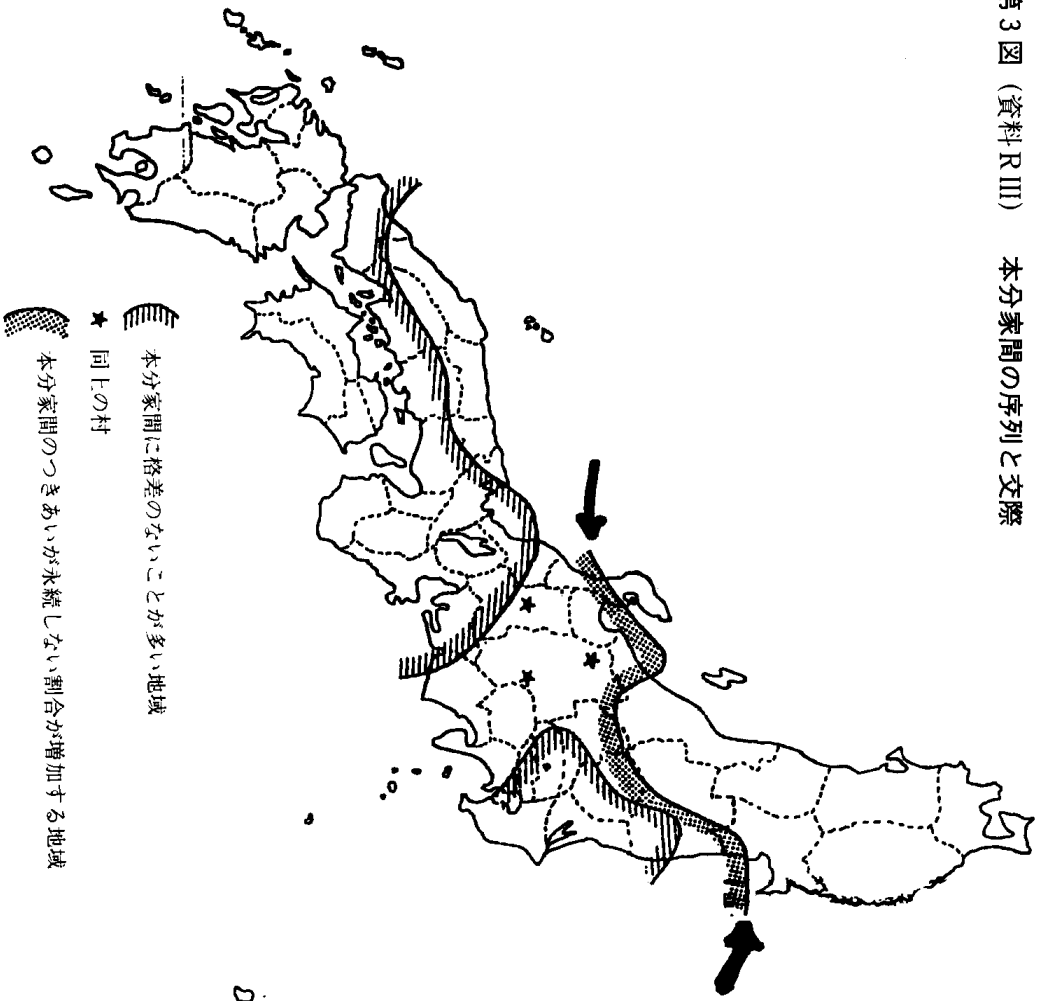 第3図(資料RⅢ) 本分家間の序列と交際
本分家間に格差のないことが多い地域
★ 同上の村
本分家間のつきあいが永続しない割合が増加する地域